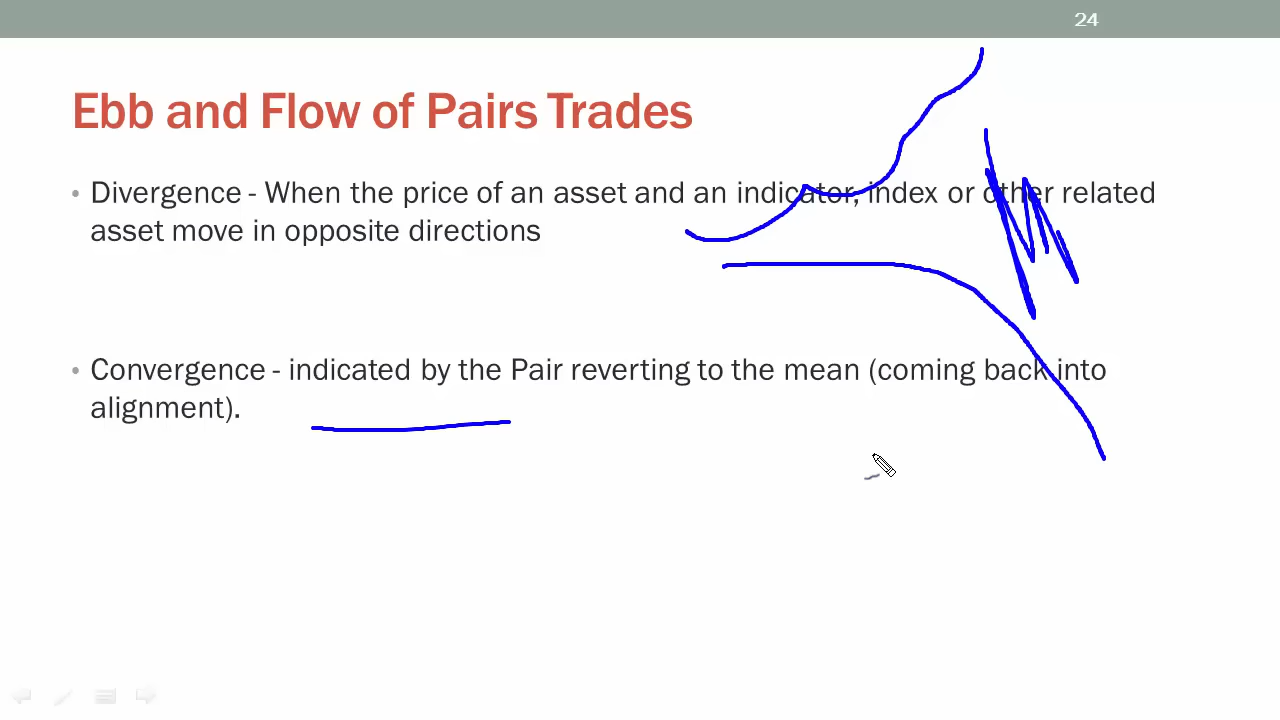 24
Ebb and Flow of Pairs Trades
• Divergence - When the price of an asset and an indicator, index or other related
asset move in opposite directions
• Convergence - indicated by the Pair reverting to the mean (coming back into
alignment).